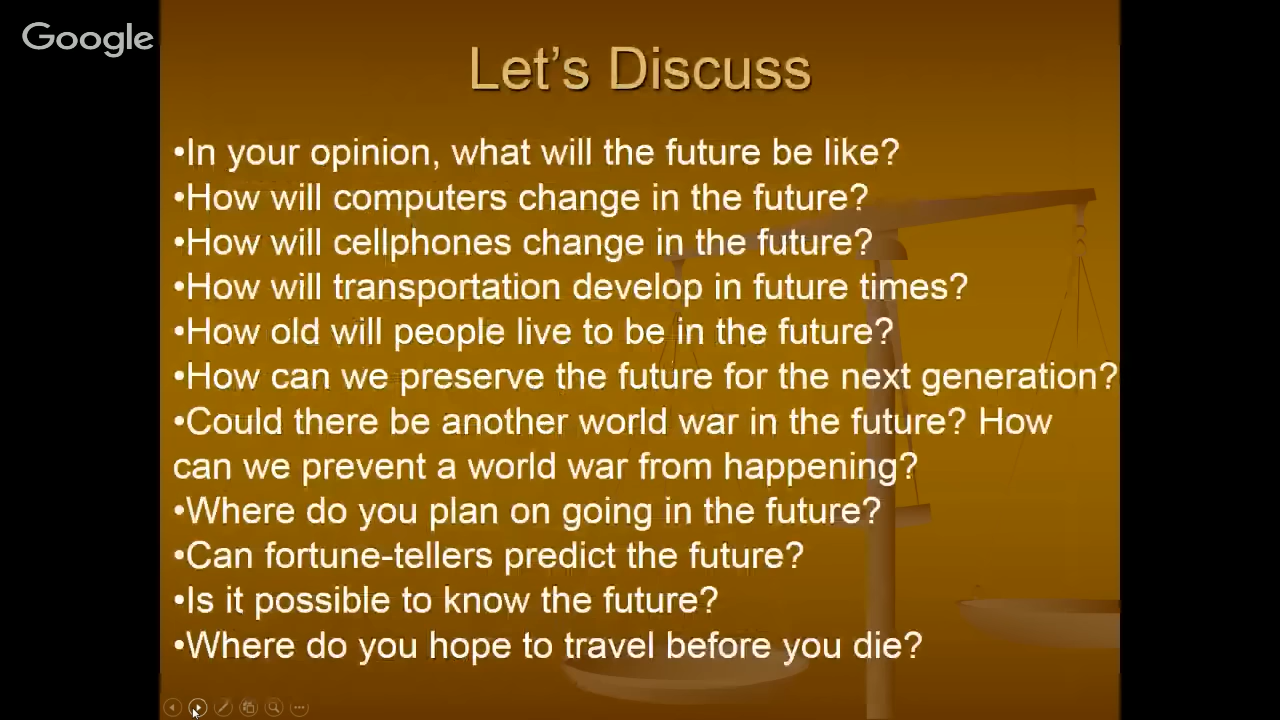 Google
Let's Discuss
•In your opinion, what will the future be like?
•How will computers change in the future?
•How will cellphones change in the future?
•How will transportation develop in future times?
•How old will people live to be in the future?
•How can we preserve the future for the next generation?
•Could there be another world war in the future? How
can we prevent a world war from happening?
•Where do you plan on going in the future?
•Can fortune-tellers predict the future?
•Is it possible to know the future?
•Where do you hope to travel before you die?